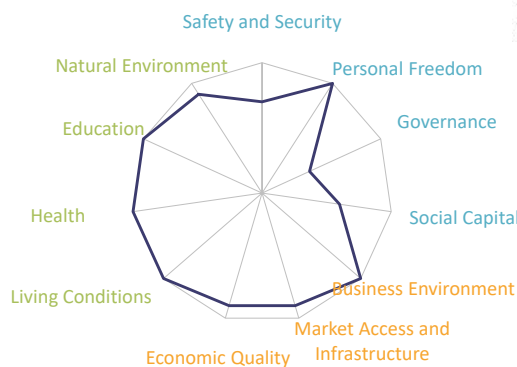 Safety and Security
Natural Environment
Personal Freedom
Education
Governance
Health
Social Capital
Living Conditions
Business Environment
Market Access and
Infrastructure
Economic Quality